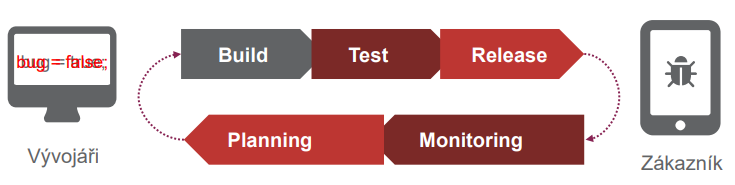 bug = false;
Build
Test
Release
Planning
Monitoring
Vývojáři
Zákazník